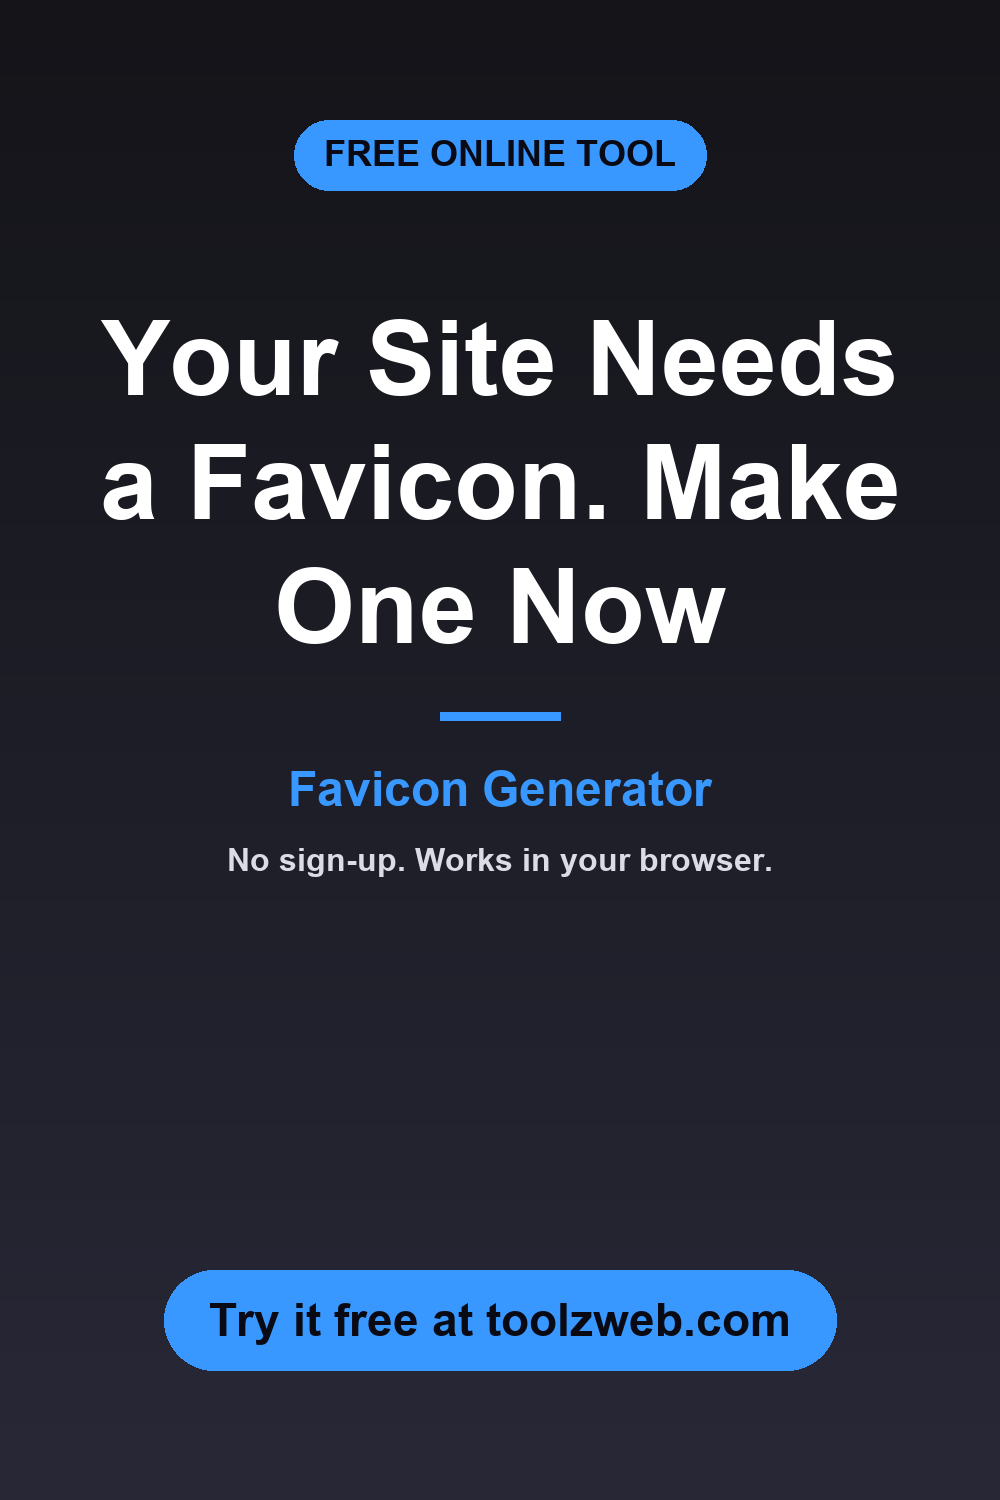 FREE ONLINE TOOL
Your Site Needs
a Favicon. Make
One Now
Favicon Generator
No sign-up. Works in your browser.
Try it free at toolzweb.com